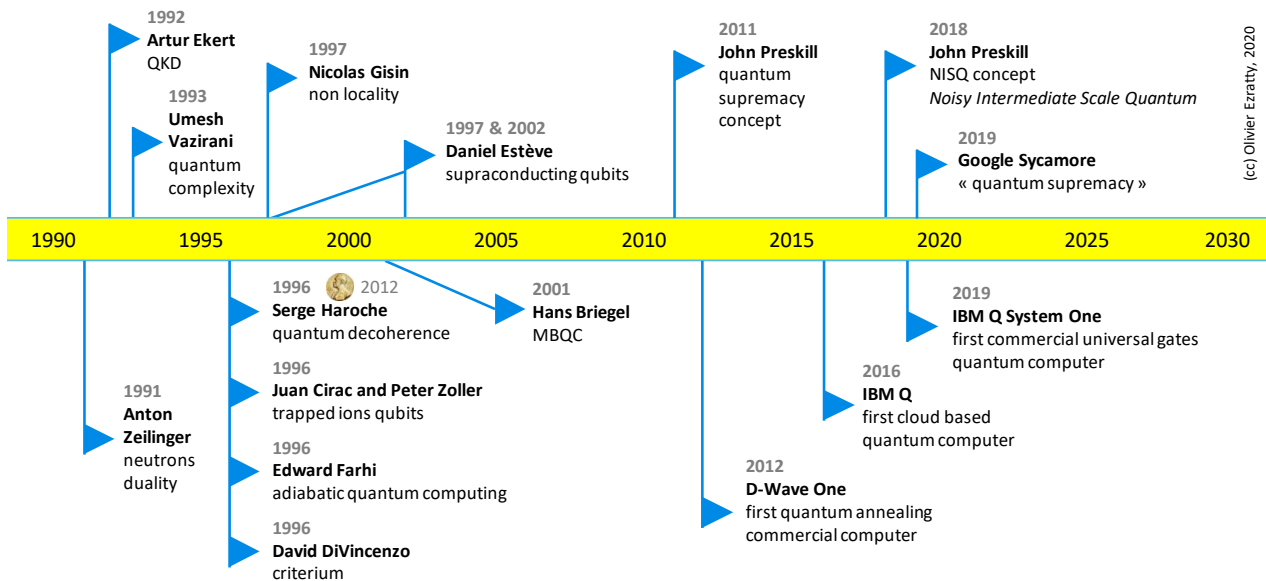 1992
Artur Ekert
QKD
1993
Umesh
Vazirani
quantum
complexity
1997
Nicolas Gisin
non locality
1997 & 2002
Daniel Estève
supraconducting qubits
2011
John Preskill
quantum
supremacy
concept
2018
John Preskill
NISQ concept
Noisy Intermediate Scale Quantum
2019
Google Sycamore
« quantum supremacy »
(cc) Olivier Ezratty, 2020
1990 1995 2000 2005 2010 2015 2020 2025 2030
1991
Anton
Zeilinger
neutrons
duality
1996 2012
Serge Haroche
quantum decoherence
1996
Juan Cirac and Peter Zoller
trapped ions qubits
1996
Edward Farhi
adiabatic quantum computing
1996
David DiVincenzo
criterium
2001
Hans Briegel
MBQC
2012
D-Wave One
first quantum annealing
commercial computer
2016
IBM Q
first cloud based
quantum computer
2019
IBM Q System One
first commercial universal gates
quantum computer